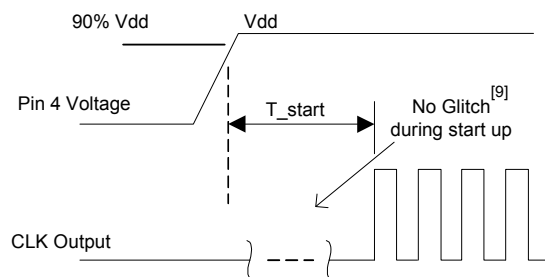 90% Vdd
Vdd
Pin 4 Voltage
T_start
No Glitch[9]
during start up
CLK Output